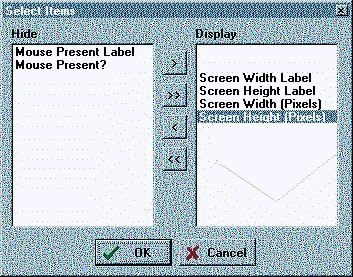 Select Items
Hide
Display
Mouse Present Label
Mouse Present?
>
>>
<
<<
Screen Width Label
Screen Height Label
Screen Width (Pixels)
Screen Height (Pixels)
OK
Cancel